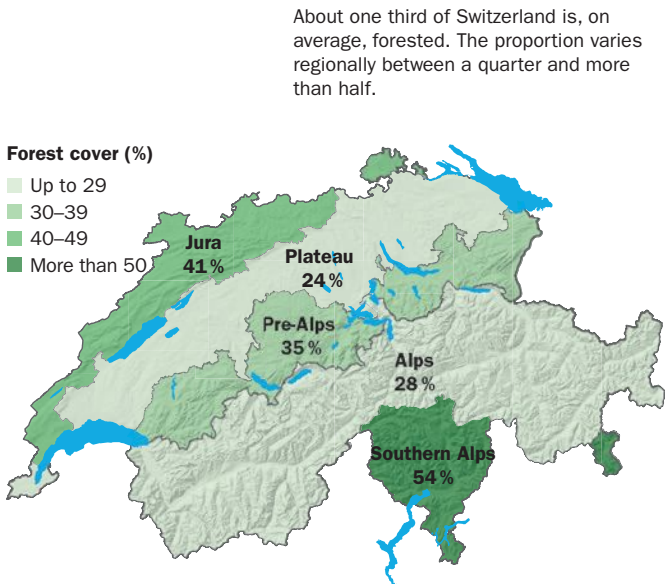 About one third of Switzerland is, on
average, forested. The proportion varies
regionally between a quarter and more
than half.
Forest cover (%)
Up to 29
30–39
40–49
More than 50
Jura
41%
Plateau
24%
Pre-Alps
35%
Alps
28%
Southern Alps
54%